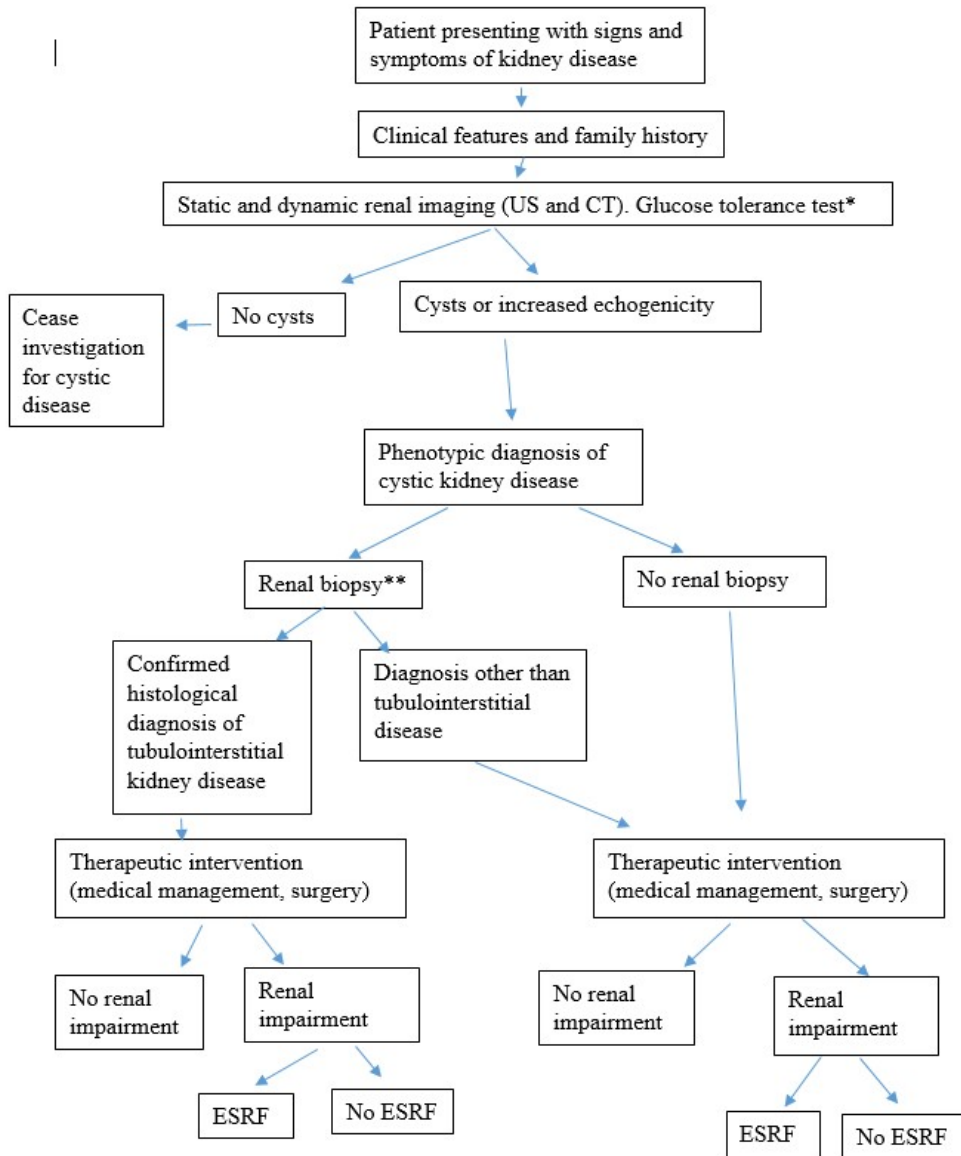 Patient presenting with signs and
symptoms of kidney disease
Clinical features and family history
Static and dynamic renal imaging (US and CT). Glucose tolerance test*
Cease
investigation
for cystic
disease
No cysts
Cysts or increased echogenicity
Phenotypic diagnosis of
cystic kidney disease
Renal biopsy**
No renal biopsy
Confirmed
histological
diagnosis of
tubulointerstitial
kidney disease
Diagnosis other than
tubulointerstitial
disease
Therapeutic intervention
(medical management, surgery)
Therapeutic intervention
(medical management, surgery)
No renal
impairment
Renal
impairment
No renal
impairment
Renal
impairment
ESRF
No ESRF
ESRF
No ESRF